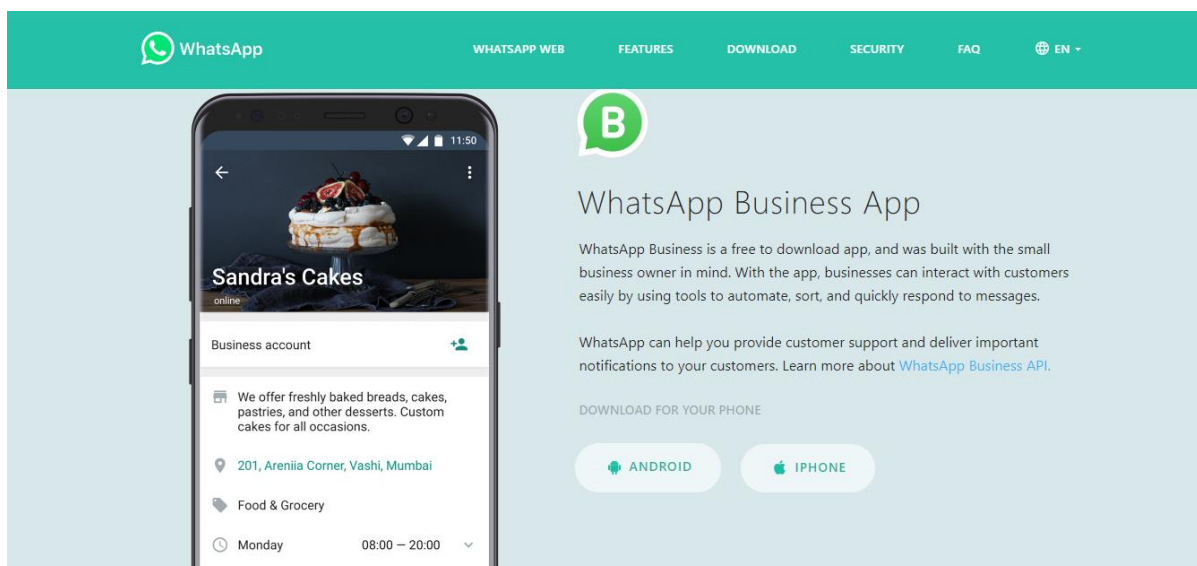 WhatsApp
WHATSAPP WEB
FEATURES
DOWNLOAD
SECURITY
FAQ
EN
11:50
Sandra's Cakes
online
Business account
We offer freshly baked breads, cakes,
pastries, and other desserts. Custom
cakes for all occasions.
201, Areniia Corner, Vashi, Mumbai
Food & Grocery
Monday 08:00 — 20:00
B
WhatsApp Business App
WhatsApp Business is a free to download app, and was built with the small
business owner in mind. With the app, businesses can interact with customers
easily by using tools to automate, sort, and quickly respond to messages.
WhatsApp can help you provide customer support and deliver important
notifications to your customers. Learn more about WhatsApp Business API.
DOWNLOAD FOR YOUR PHONE
ANDROID
IPHONE